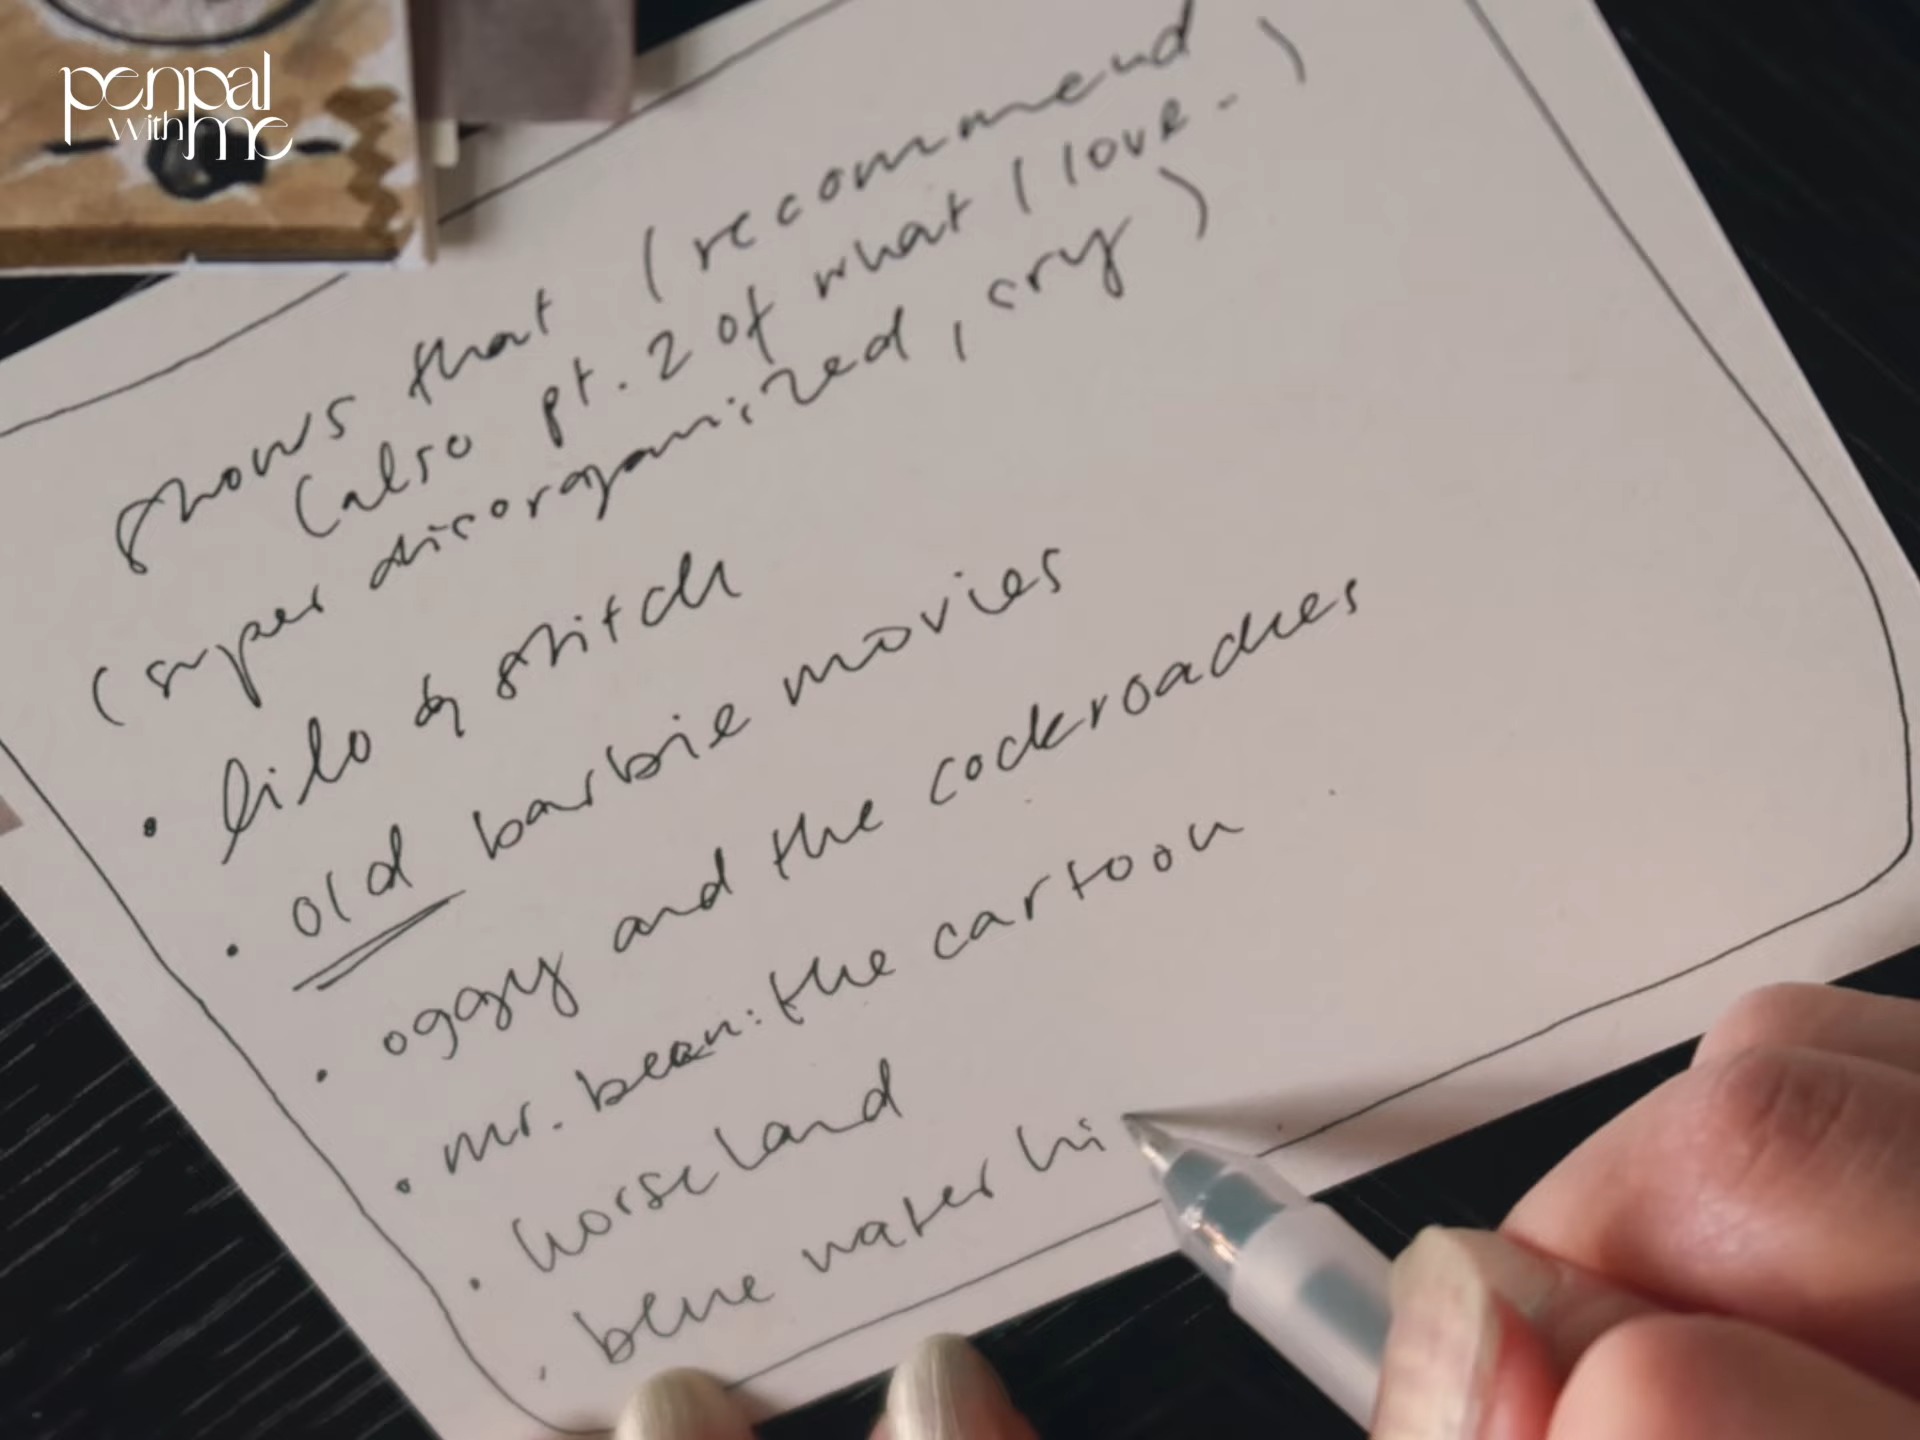 penpal
with me
shows that I recommend
(also pt. 2 of what I love.)
(super disorganized, cry)
• lilo & stitch
• old barbie movies
• oggy and the cockroaches
• mr. bean: the cartoon
• horseland
• blue water hi